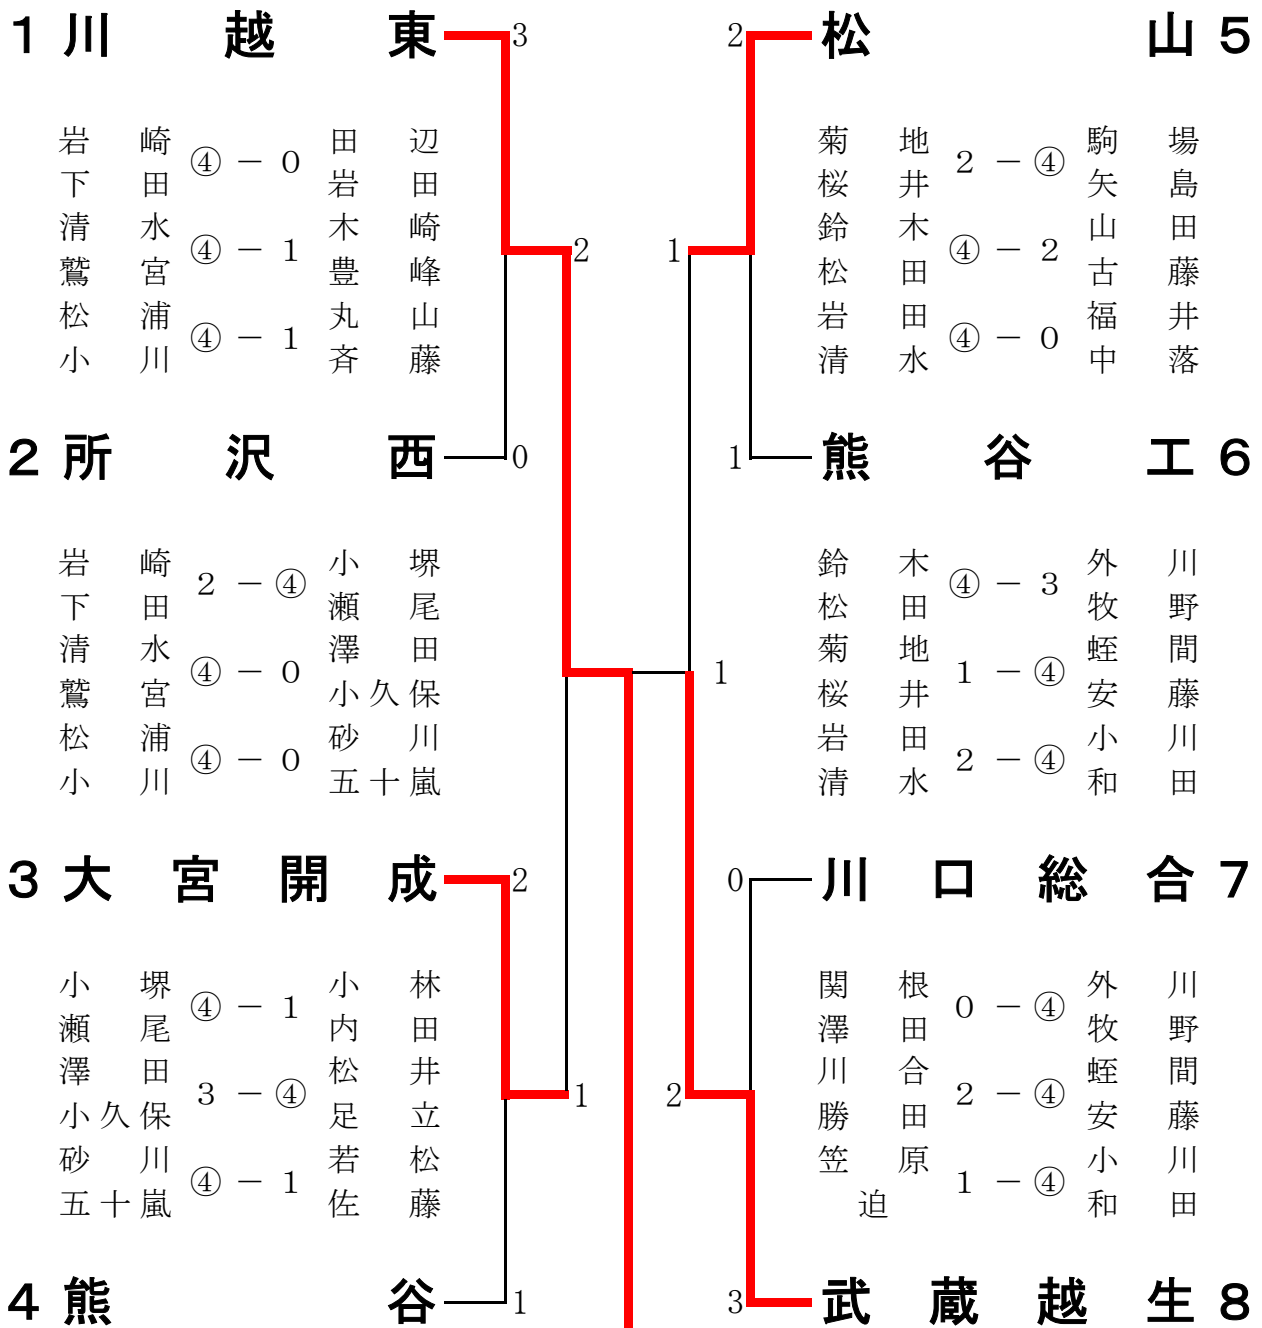 1 川越東 3
2 松山 5
岩崎 ④－0 田辺
下田 岩田
清水 ④－1 木崎
鷲宮 豊峰
松浦 ④－1 丸山
小川 斉藤
菊地 2－④ 駒場
桜井 矢島
鈴木 ④－2 山田
松田 古藤
岩田 ④－0 福井
清水 中落
2
1
2 所沢西 0
1 熊谷工 6
岩崎 2－④ 小堺
下田 瀬尾
清水 ④－0 澤田
鷲宮 小久保
松浦 ④－0 砂川
小川 五十嵐
鈴木 ④－3 外川
松田 牧野
菊地 1－④ 蛭間
桜井 安藤
岩田 2－④ 小川
清水 和田
1
3 大宮開成 2
0 川口総合 7
小堺 ④－1 小林
瀬尾 内田
澤田 3－④ 松井
小久保 足立
砂川 ④－1 若松
五十嵐 佐藤
関根 0－④ 外川
澤田 牧野
川合 2－④ 蛭間
勝田 安藤
笠原 1－④ 小川
迫 和田
1
2
4 熊谷 1
3 武蔵越生 8